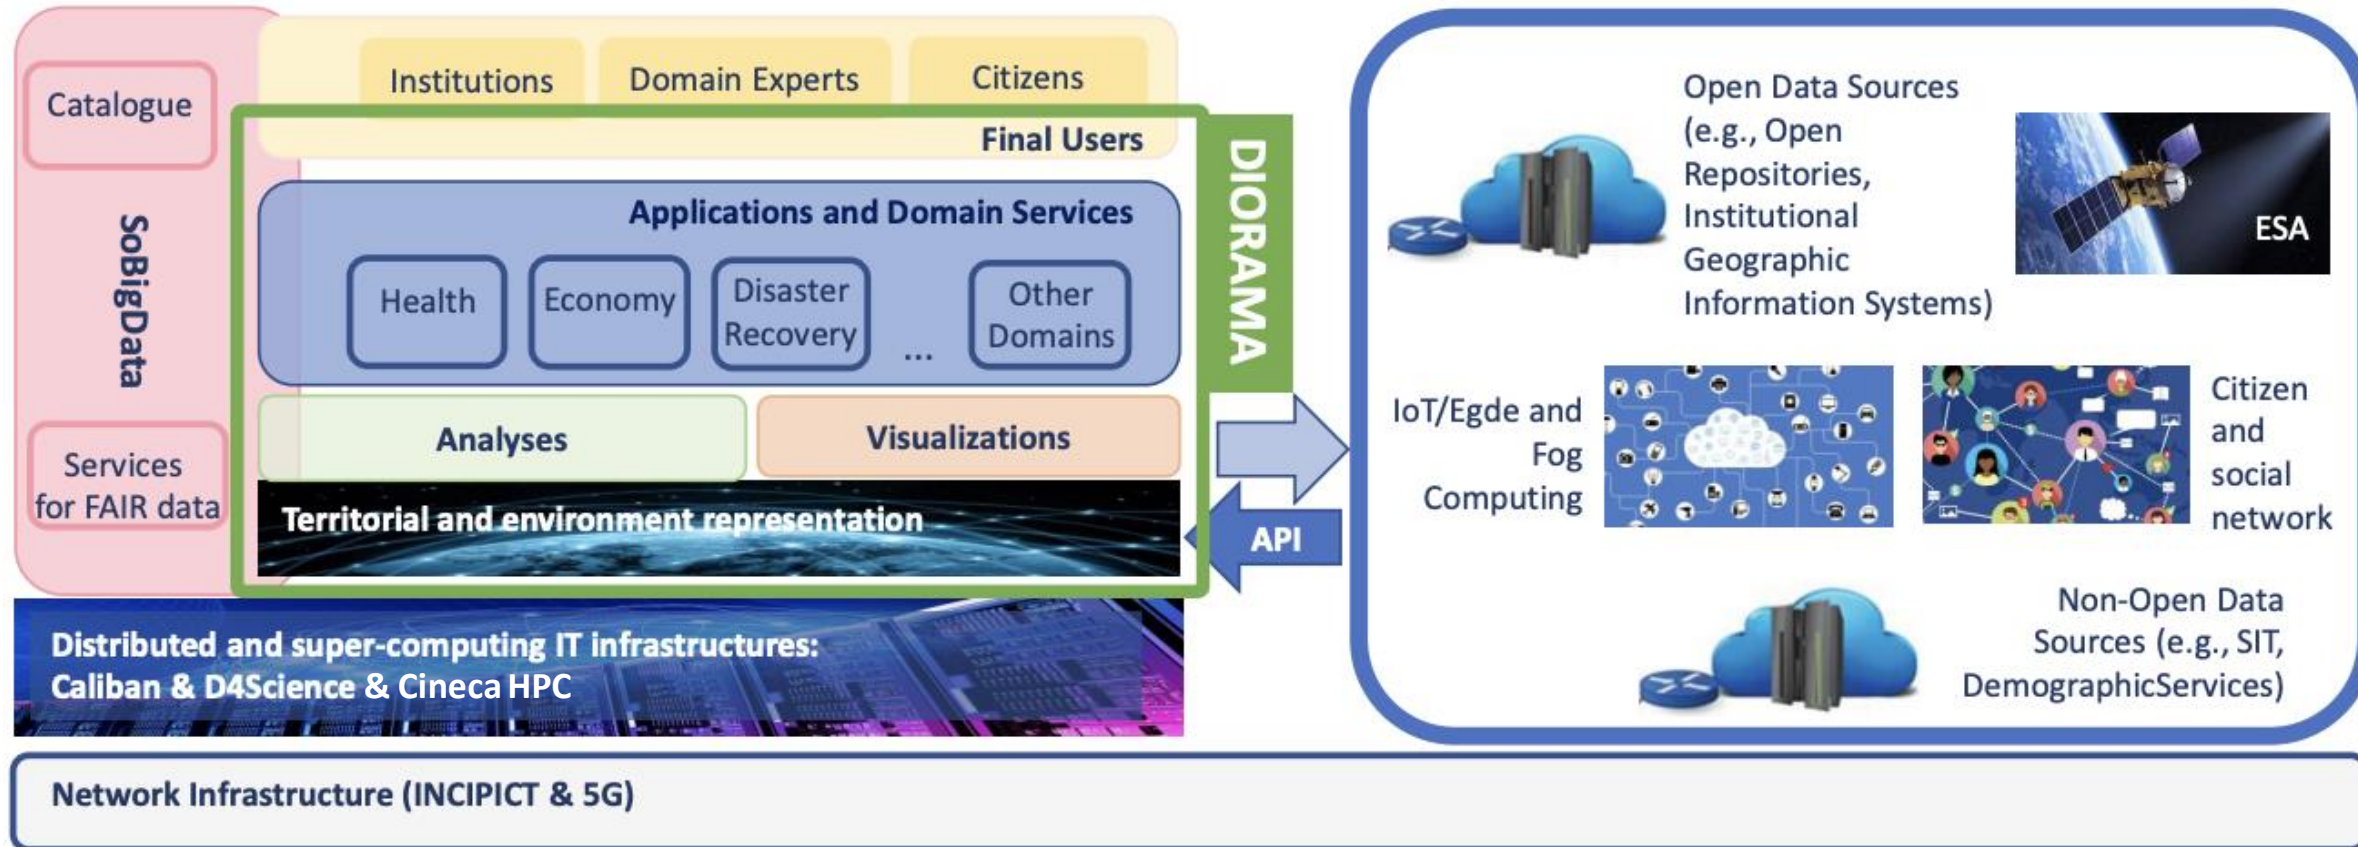 Catalogue
SoBigData
Services
for FAIR data
Institutions
Domain Experts
Citizens
Final Users
Applications and Domain Services
Health
Economy
Disaster
Recovery
...
Other
Domains
Analyses
Visualizations
Territorial and environment representation
DIORAMA
API
Distributed and super-computing IT infrastructures:
Caliban & D4Science & Cineca HPC
Open Data Sources
(e.g., Open
Repositories,
Institutional
Geographic
Information Systems)
ESA
IoT/Egde and
Fog
Computing
Citizen
and
social
network
Non-Open Data
Sources (e.g., SIT,
DemographicServices)
Network Infrastructure (INCIPICT & 5G)